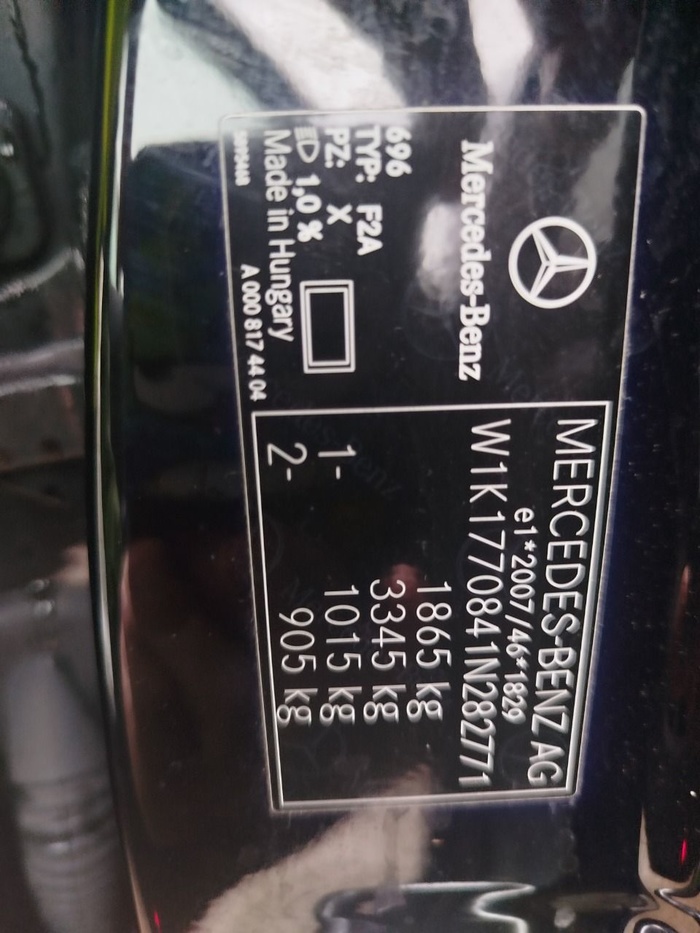 Mercedes-Benz
696
TYP: F2A
PZ: X
1,0 %
Made in Hungary
A 000 817 44 04
MERCEDES-BENZ AG
e1*2007/46*1829
W1K1770841N282771
1865 kg
3345 kg
1- 1015 kg
2- 905 kg